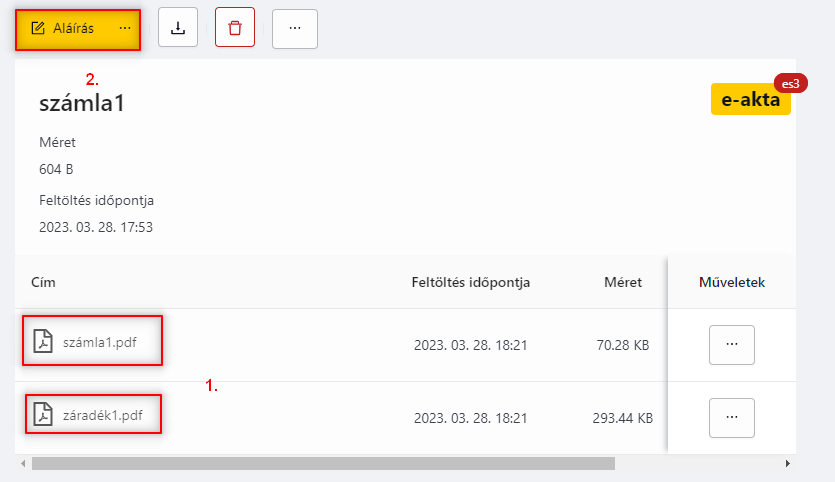 Aláírás ...
...
2.
számla1
e-akta
es3
Méret
604 B
Feltöltés időpontja
2023. 03. 28. 17:53
Cím Feltöltés időpontja Méret Műveletek
számla1.pdf 2023. 03. 28. 18:21 70.28 KB ...
1.
záradék1.pdf 2023. 03. 28. 18:21 293.44 KB ...